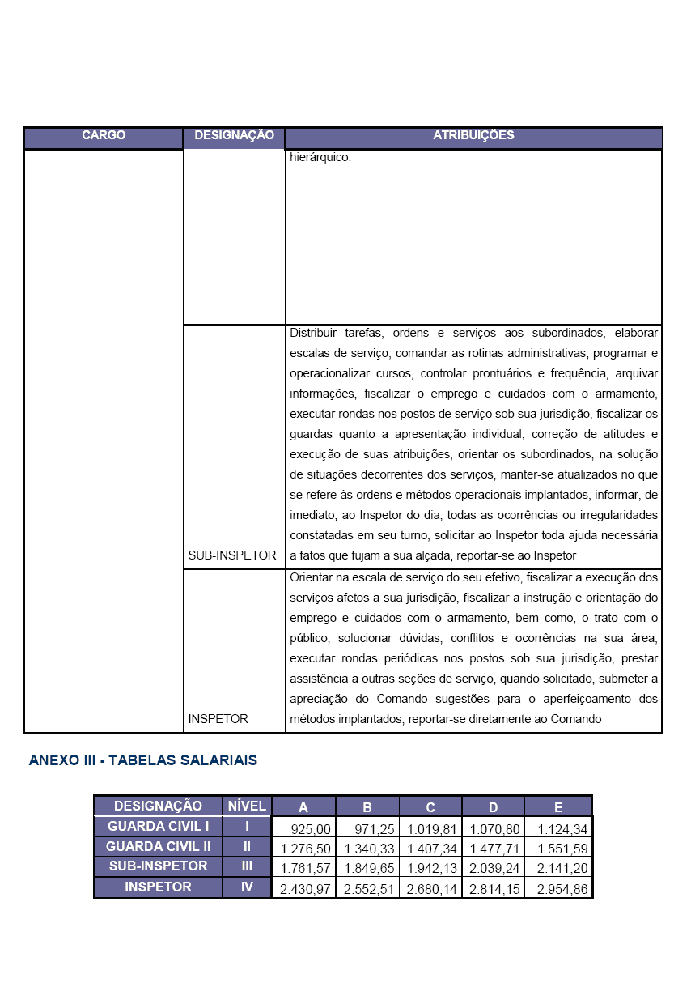 CARGO DESIGNAÇÃO ATRIBUIÇÕES
hierárquico.
Distribuir tarefas, ordens e serviços aos subordinados, elaborar
escalas de serviço, comandar as rotinas administrativas, programar e
operacionalizar cursos, controlar prontuários e frequência, arquivar
informações, fiscalizar o emprego e cuidados com o armamento,
executar rondas nos postos de serviço sob sua jurisdição, fiscalizar os
guardas quanto a apresentação individual, correção de atitudes e
execução de suas atribuições, orientar os subordinados, na solução
de situações decorrentes dos serviços, manter-se atualizados no que
se refere às ordens e métodos operacionais implantados, informar, de
imediato, ao Inspetor do dia, todas as ocorrências ou irregularidades
constatadas em seu turno, solicitar ao Inspetor toda ajuda necessária
SUB-INSPETOR a fatos que fujam a sua alçada, reportar-se ao Inspetor
Orientar na escala de serviço do seu efetivo, fiscalizar a execução dos
serviços afetos a sua jurisdição, fiscalizar a instrução e orientação do
emprego e cuidados com o armamento, bem como, o trato com o
público, solucionar dúvidas, conflitos e ocorrências na sua área,
executar rondas periódicas nos postos sob sua jurisdição, prestar
assistência a outras seções de serviço, quando solicitado, submeter a
apreciação do Comando sugestões para o aperfeiçoamento dos
INSPETOR métodos implantados, reportar-se diretamente ao Comando
ANEXO III - TABELAS SALARIAIS
DESIGNAÇÃO NÍVEL A B C D E
GUARDA CIVIL I I 925,00 971,25 1.019,81 1.070,80 1.124,34
GUARDA CIVIL II II 1.276,50 1.340,33 1.407,34 1.477,71 1.551,59
SUB-INSPETOR III 1.761,57 1.849,65 1.942,13 2.039,24 2.141,20
INSPETOR IV 2.430,97 2.552,51 2.680,14 2.814,15 2.954,86